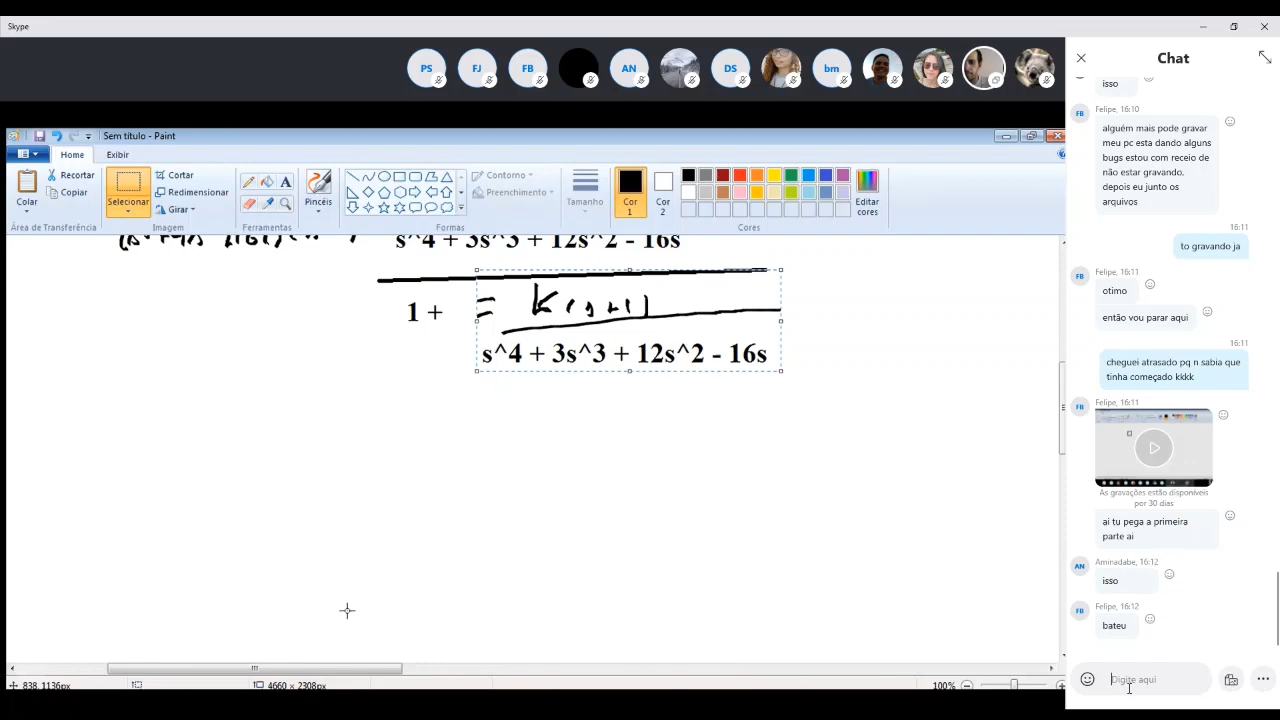 Skype
PS
FJ
FB
AN
DS
bm
Sem título - Paint
Home
Exibir
Colar
Recortar
Copiar
Área de Transferência
Selecionar
Cortar
Redimensionar
Girar
Imagem
Ferramentas
Pincéis
Contorno
Preenchimento
Formas
Tamanho
Cor 1
Cor 2
Editar cores
Cores
s^4 + 3s^3 + 12s^2 - 16s
1 + = K(s+1)
s^4 + 3s^3 + 12s^2 - 16s
838, 1136px
4660 × 2308px
100%
Chat
isso
Felipe, 16:10
FB
alguém mais pode gravar
meu pc esta dando alguns
bugs estou com receio de
não estar gravando.
depois eu junto os
arquivos
16:11
to gravando ja
Felipe, 16:11
FB
otimo
então vou parar aqui
16:11
cheguei atrasado pq n sabia que
tinha começado kkkk
Felipe, 16:11
FB
As gravações estão disponíveis
por 30 dias
ai tu pega a primeira
parte ai
Aminadabe, 16:12
AN
isso
Felipe, 16:12
FB
bateu
Digite aqui